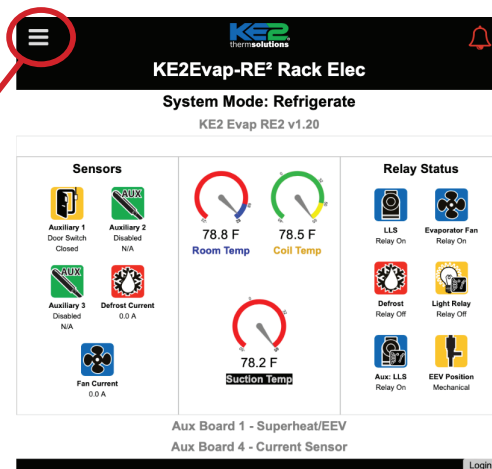 KE2
thermsolutions
KE2Evap-RE² Rack Elec
System Mode: Refrigerate
KE2 Evap RE2 v1.20
Sensors
Auxiliary 1
Door Switch
Closed
AUX
Auxiliary 2
Disabled
N/A
AUX
Auxiliary 3
Disabled
N/A
Defrost Current
0.0 A
Fan Current
0.0 A
78.8 F
Room Temp
78.5 F
Coil Temp
78.2 F
Suction Temp
Relay Status
LLS
Relay On
Evaporator Fan
Relay On
Defrost
Relay Off
Light Relay
Relay Off
Aux: LLS
Relay On
EEV Position
Mechanical
Aux Board 1 - Superheat/EEV
Aux Board 4 - Current Sensor
Login